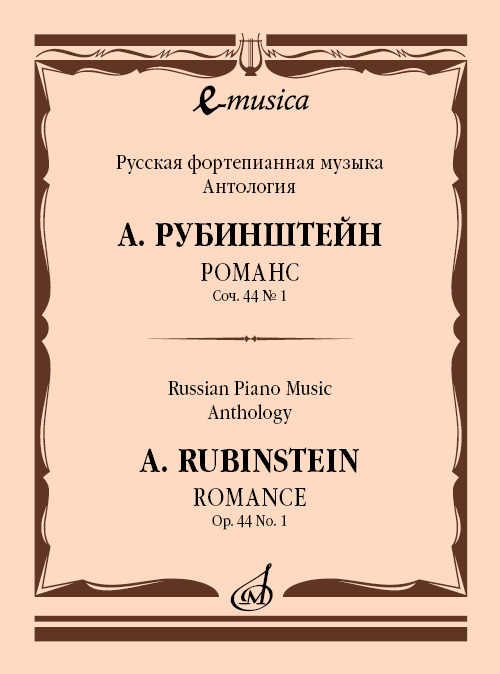 e-musica
Русская фортепианная музыка
Антология
А. РУБИНШТЕЙН
РОМАНС
Соч. 44 № 1
Russian Piano Music
Anthology
A. RUBINSTEIN
ROMANCE
Op. 44 No. 1